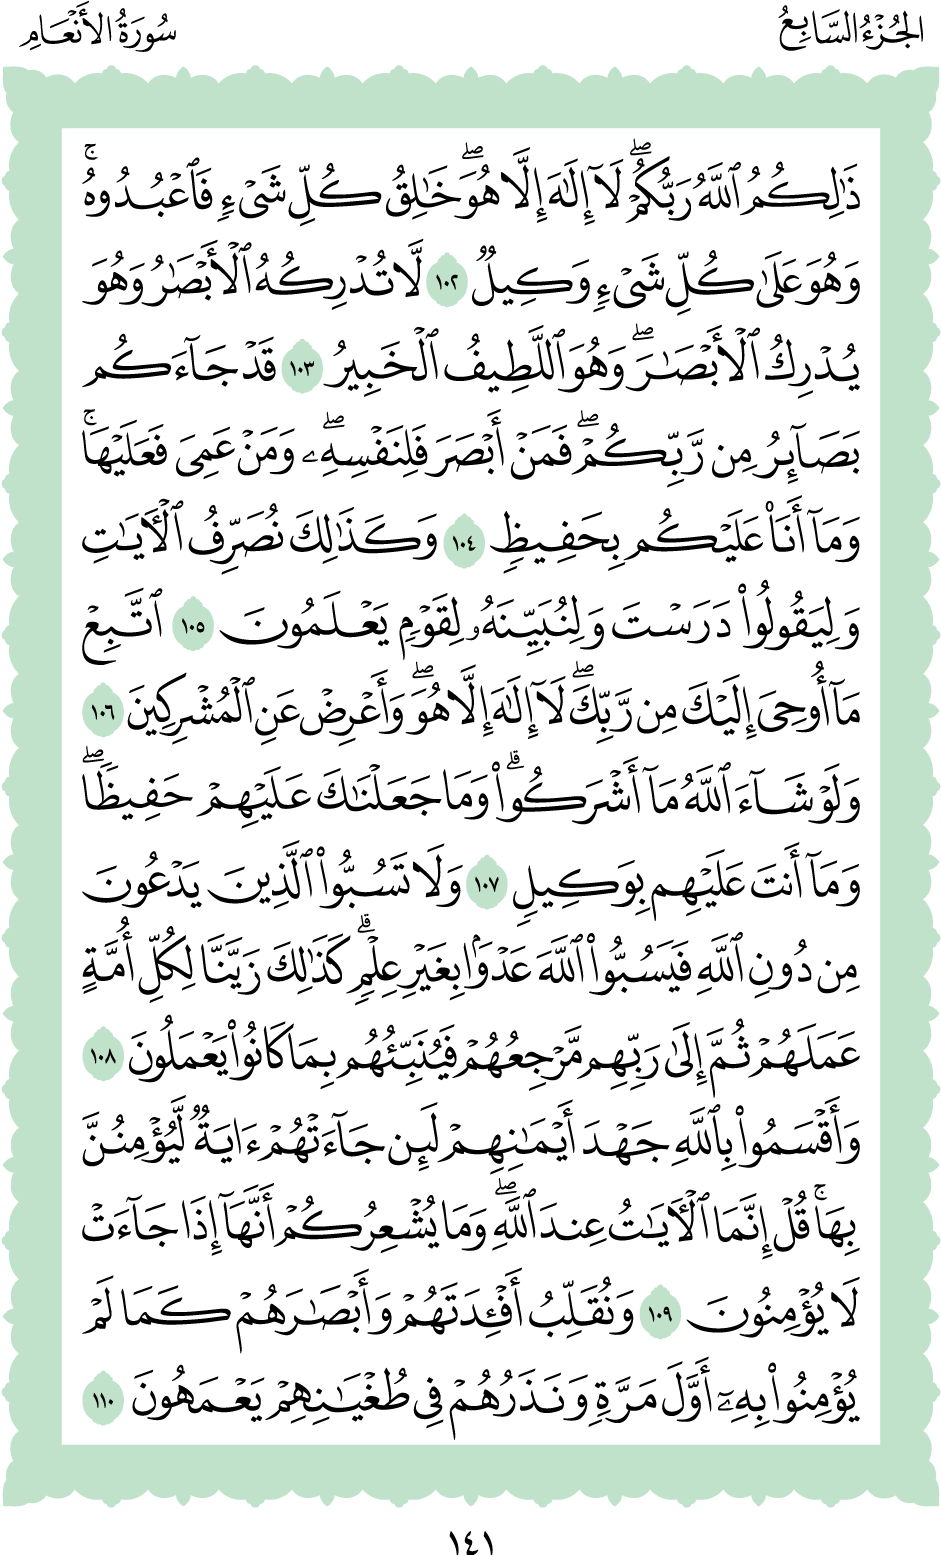 الجُزْءُ السَّابِعُ
سُورَةُ الأَنْعَامِ
ذَٰلِكُمُ ٱللَّهُ رَبُّكُمْۖ لَآ إِلَٰهَ إِلَّا هُوَۖ خَٰلِقُ كُلِّ شَىْءٍ فَٱعْبُدُوهُۚ
وَهُوَ عَلَىٰ كُلِّ شَىْءٍ وَكِيلٌ ١٠٢ لَّا تُدْرِكُهُ ٱلْأَبْصَٰرُ وَهُوَ
يُدْرِكُ ٱلْأَبْصَٰرَۖ وَهُوَ ٱللَّطِيفُ ٱلْخَبِيرُ ١٠٣ قَدْ جَآءَكُم
بَصَآئِرُ مِن رَّبِّكُمْۖ فَمَنْ أَبْصَرَ فَلِنَفْسِهِۦۖ وَمَنْ عَمِىَ فَعَلَيْهَاۚ
وَمَآ أَنَا۠ عَلَيْكُم بِحَفِيظٍ ١٠٤ وَكَذَٰلِكَ نُصَرِّفُ ٱلْـَٔايَٰتِ
وَلِيَقُولُوا۟ دَرَسْتَ وَلِنُبَيِّنَهُۥ لِقَوْمٍ يَعْلَمُونَ ١٠٥ ٱتَّبِعْ
مَآ أُوحِىَ إِلَيْكَ مِن رَّبِّكَۖ لَآ إِلَٰهَ إِلَّا هُوَۖ وَأَعْرِضْ عَنِ ٱلْمُشْرِكِينَ ١٠٦
وَلَوْ شَآءَ ٱللَّهُ مَآ أَشْرَكُوا۟ۗ وَمَا جَعَلْنَٰكَ عَلَيْهِمْ حَفِيظًاۖ
وَمَآ أَنتَ عَلَيْهِم بِوَكِيلٍ ١٠٧ وَلَا تَسُبُّوا۟ ٱلَّذِينَ يَدْعُونَ
مِن دُونِ ٱللَّهِ فَيَسُبُّوا۟ ٱللَّهَ عَدْوًۢا بِغَيْرِ عِلْمٍۗ كَذَٰلِكَ زَيَّنَّا لِكُلِّ أُمَّةٍ
عَمَلَهُمْ ثُمَّ إِلَىٰ رَبِّهِم مَّرْجِعُهُمْ فَيُنَبِّئُهُم بِمَا كَانُوا۟ يَعْمَلُونَ ١٠٨
وَأَقْسَمُوا۟ بِٱللَّهِ جَهْدَ أَيْمَٰنِهِمْ لَئِن جَآءَتْهُمْ ءَايَةٌ لَّيُؤْمِنُنَّ
بِهَاۚ قُلْ إِنَّمَا ٱلْـَٔايَٰتُ عِندَ ٱللَّهِۖ وَمَا يُشْعِرُكُمْ أَنَّهَآ إِذَا جَآءَتْ
لَا يُؤْمِنُونَ ١٠٩ وَنُقَلِّبُ أَفْـِٔدَتَهُمْ وَأَبْصَٰرَهُمْ كَمَا لَمْ
يُؤْمِنُوا۟ بِهِۦٓ أَوَّلَ مَرَّةٍ وَنَذَرُهُمْ فِى طُغْيَٰنِهِمْ يَعْمَهُونَ ١١٠
١٤١